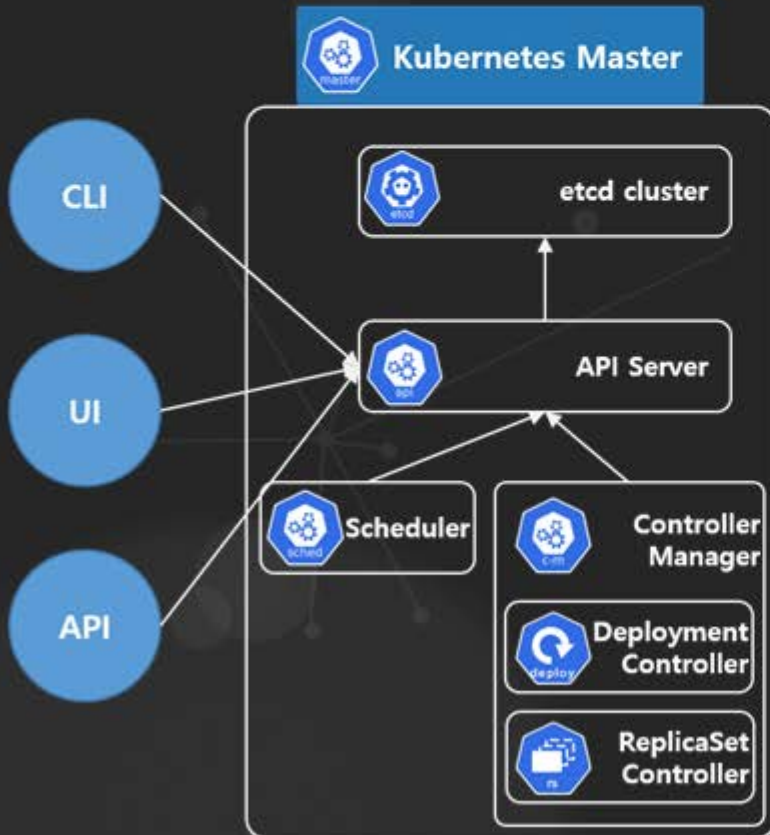 master
Kubernetes Master
CLI
etcd
etcd cluster
UI
api
API Server
sched
Scheduler
c-m
Controller
Manager
API
deploy
Deployment
Controller
rs
ReplicaSet
Controller